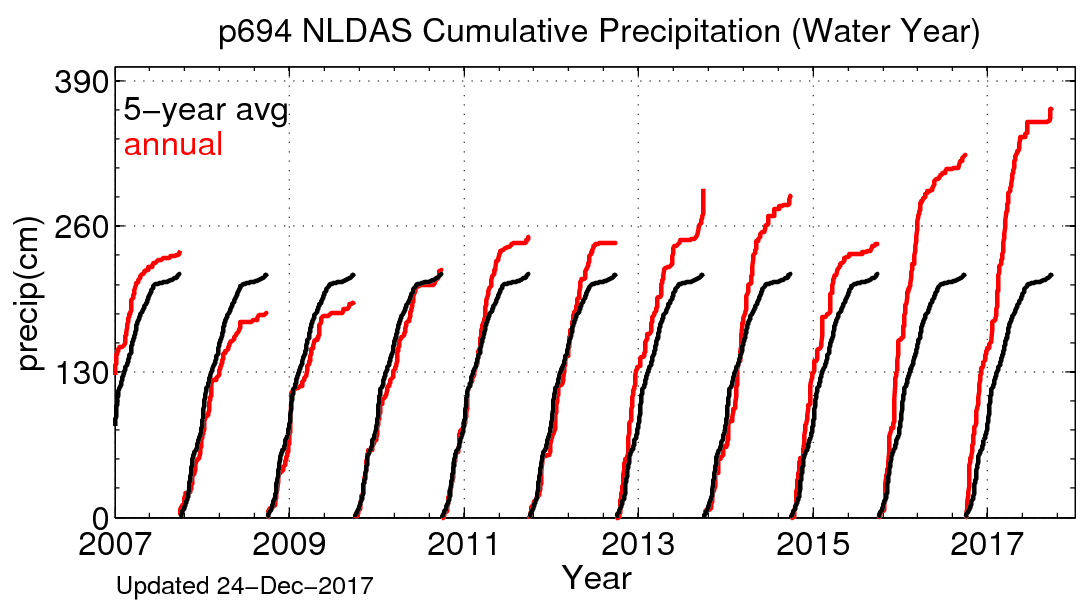 p694 NLDAS Cumulative Precipitation (Water Year)
390
5−year avg
annual
260
precip(cm)
130
0
2007 2009 2011 2013 2015 2017
Year
Updated 24−Dec−2017